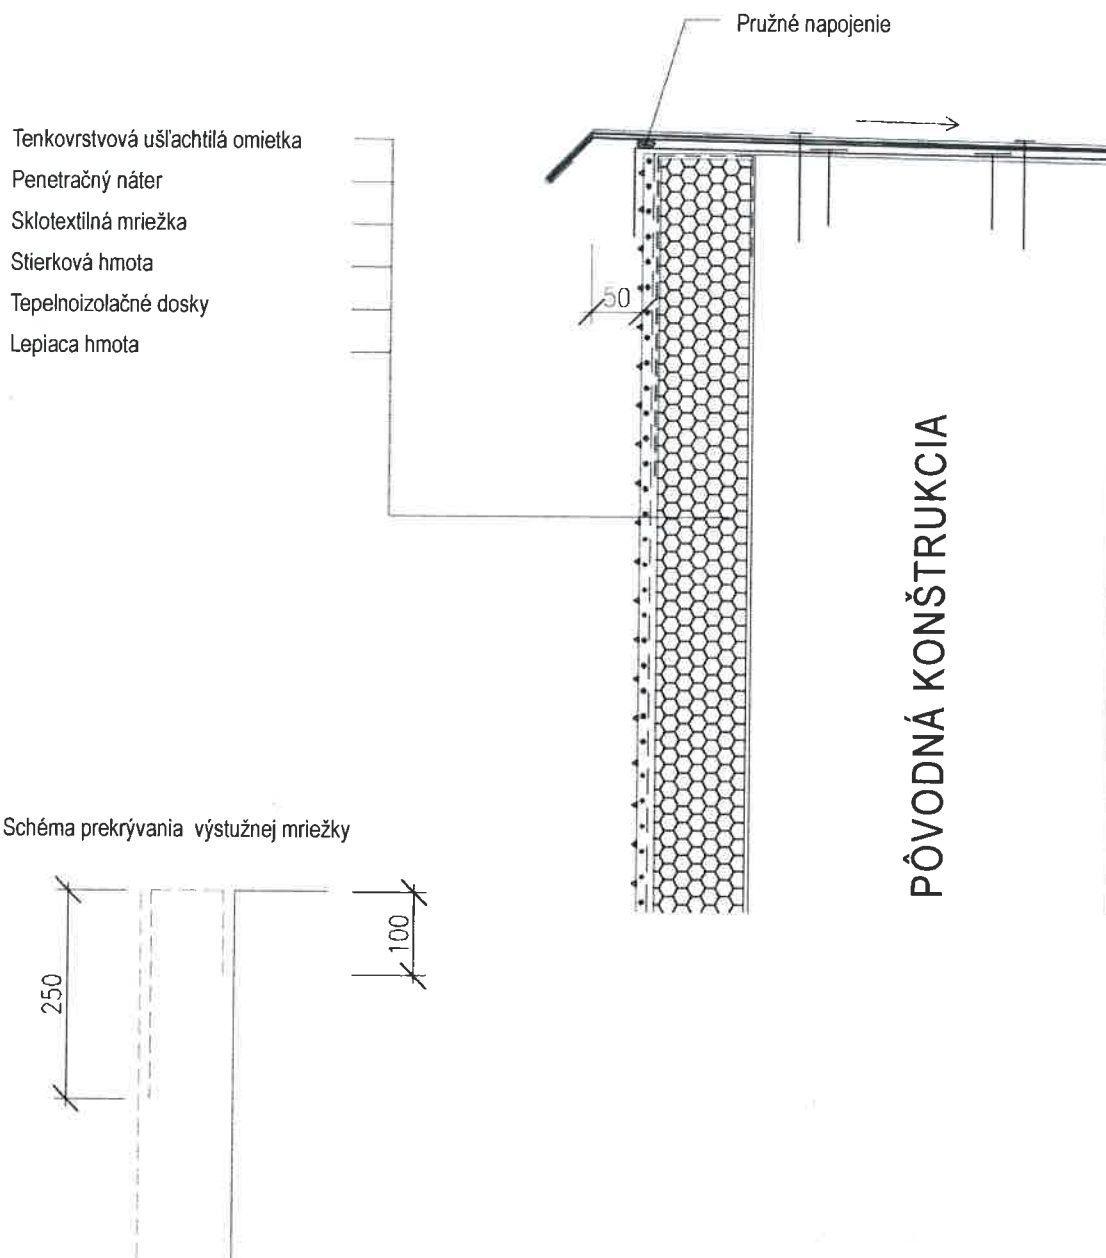 Pružné napojenie
Tenkovrstvová ušľachtilá omietka
Penetračný náter
Sklotextilná mriežka
Stierková hmota
Tepelnoizolačné dosky
Lepiaca hmota
50
PÔVODNÁ KONŠTRUKCIA
Schéma prekrývania výstužnej mriežky
250
100